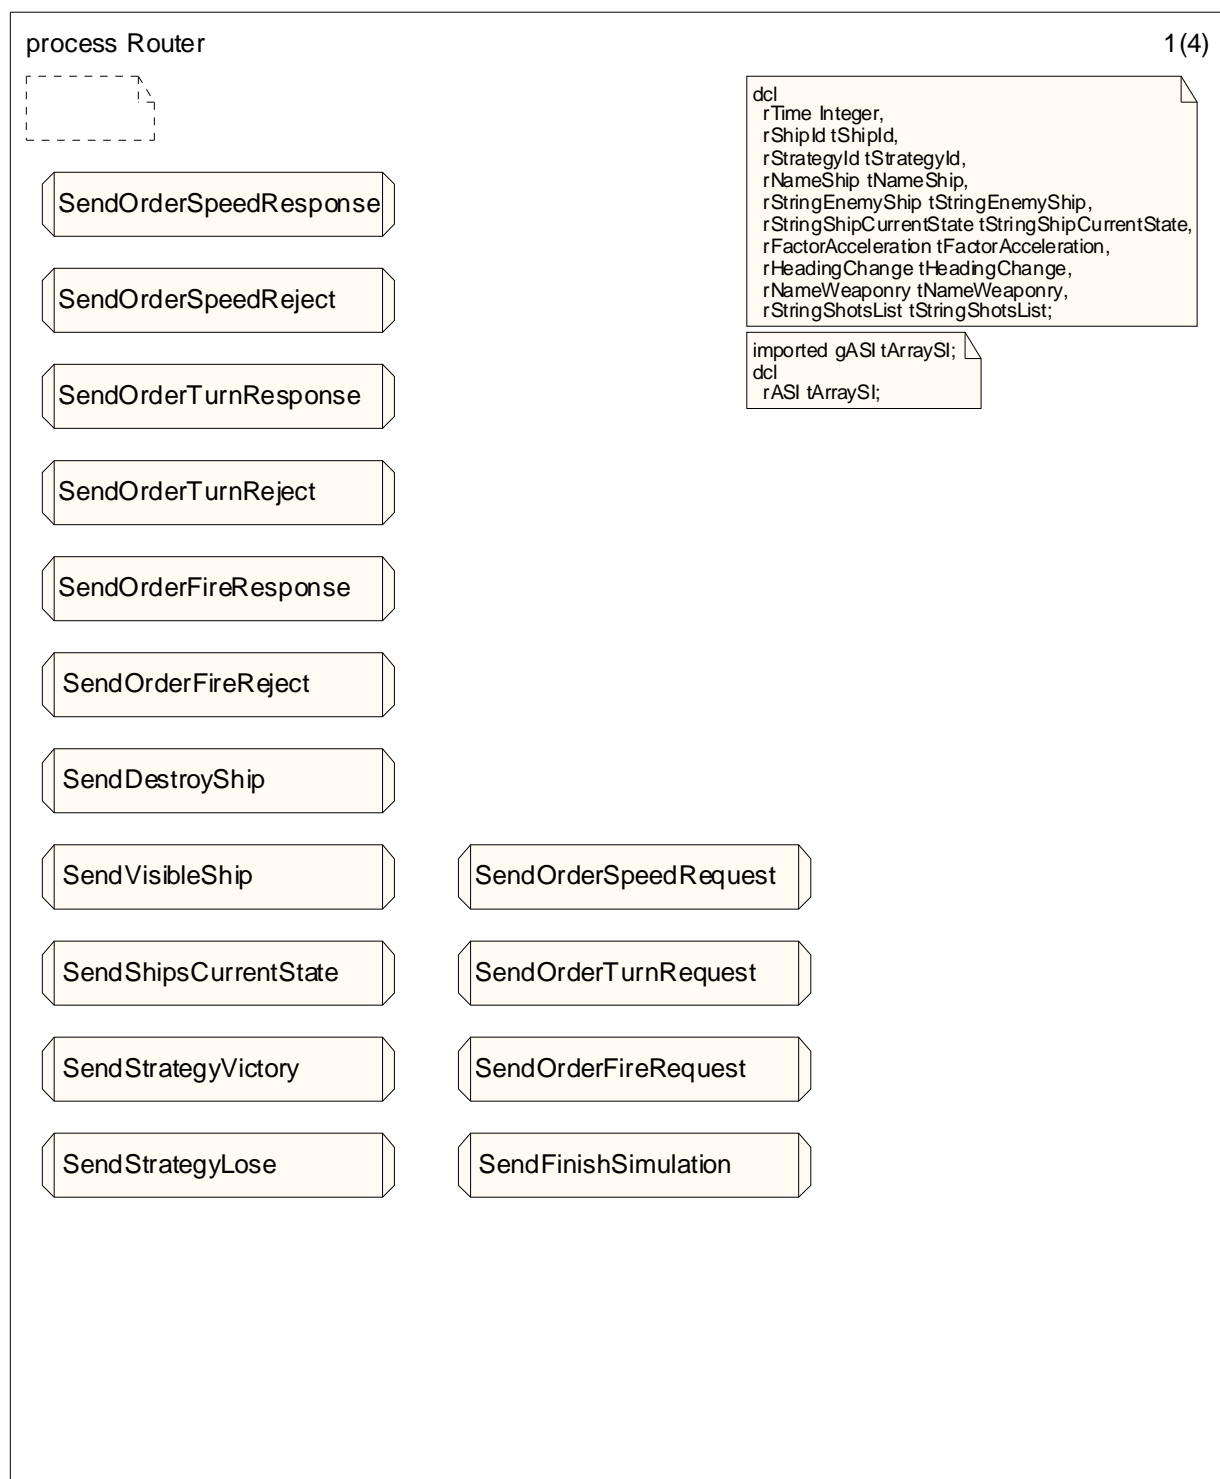 process Router
1(4)
dcl
rTime Integer,
rShipId tShipId,
rStrategyId tStrategyId,
rNameShip tNameShip,
rStringEnemyShip tStringEnemyShip,
rStringShipCurrentState tStringShipCurrentState,
rFactorAcceleration tFactorAcceleration,
rHeadingChange tHeadingChange,
rNameWeaponry tNameWeaponry,
rStringShotsList tStringShotsList;
imported gASI tArraySI;
dcl
rASI tArraySI;
SendOrderSpeedResponse
SendOrderSpeedReject
SendOrderTurnResponse
SendOrderTurnReject
SendOrderFireResponse
SendOrderFireReject
SendDestroyShip
SendVisibleShip
SendOrderSpeedRequest
SendShipsCurrentState
SendOrderTurnRequest
SendStrategyVictory
SendOrderFireRequest
SendStrategyLose
SendFinishSimulation